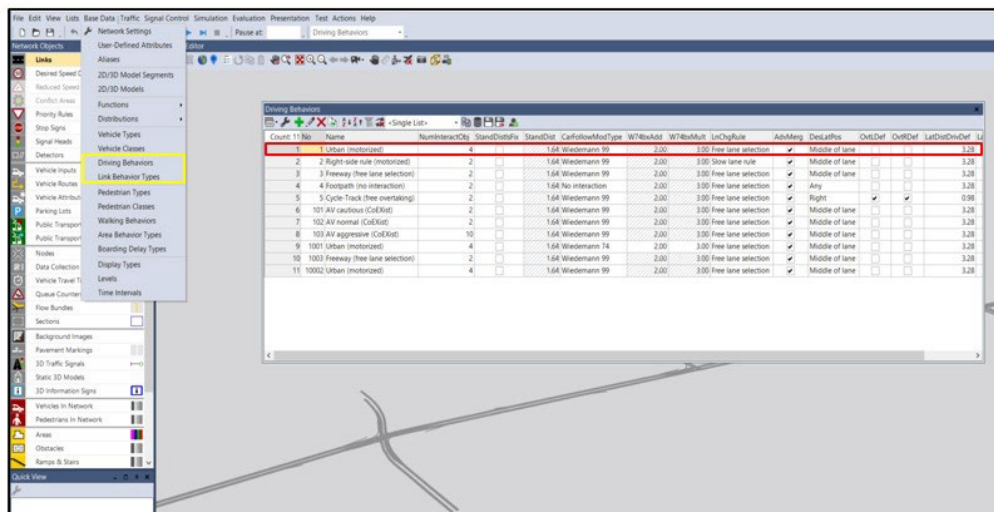 File Edit View Lists Base Data Traffic Signal Control Simulation Evaluation Presentation Test Actions Help
Pause at: Driving Behaviors
Network Objects
Editor
Links
Desired Speed D
Reduced Speed
Conflict Areas
Priority Rules
Stop Signs
Signal Heads
Detectors
Vehicle Inputs
Vehicle Routes
Vehicle Attribut
Parking Lots
Public Transport
Public Transport
Nodes
Data Collection
Vehicle Travel Ti
Queue Counters
Flow Bundles
Sections
Background Images
Pavement Markings
3D Traffic Signals
Static 3D Models
3D Information Signs
Vehicles In Network
Pedestrians In Network
Areas
Obstacles
Ramps & Stairs
Quick View
Network Settings
User-Defined Attributes
Aliases
2D/3D Model Segments
2D/3D Models
Functions
Distributions
Vehicle Types
Vehicle Classes
Driving Behaviors
Link Behavior Types
Pedestrian Types
Pedestrian Classes
Walking Behaviors
Area Behavior Types
Boarding Delay Types
Display Types
Levels
Time Intervals
Driving Behaviors
<Single List>
Count: 11 No Name NumInteractObj StandDistIsFix StandDist CarFollowModType W74bxAdd W74bxMult LnChgRule AdvMerg DesLatPos OvtLDef OvtRDef LatDistDrivDef La
1 1 Urban (motorized) 4 1.64 Wiedemann 99 2.00 3.00 Free lane selection Middle of lane 3.28
2 2 Right-side rule (motorized) 2 1.64 Wiedemann 99 2.00 3.00 Slow lane rule Middle of lane 3.28
3 3 Freeway (free lane selection) 2 1.64 Wiedemann 99 2.00 3.00 Free lane selection Middle of lane 3.28
4 4 Footpath (no interaction) 2 1.64 No interaction 2.00 3.00 Free lane selection Any 3.28
5 5 Cycle-Track (free overtaking) 2 1.64 Wiedemann 99 2.00 3.00 Free lane selection Right 0.98
6 101 AV cautious (CoEXist) 2 1.64 Wiedemann 99 2.00 3.00 Free lane selection Middle of lane 3.28
7 102 AV normal (CoEXist) 2 1.64 Wiedemann 99 2.00 3.00 Free lane selection Middle of lane 3.28
8 103 AV aggressive (CoEXist) 10 1.64 Wiedemann 99 2.00 3.00 Free lane selection Middle of lane 3.28
9 1001 Urban (motorized) 4 1.64 Wiedemann 74 2.00 3.00 Free lane selection Middle of lane 3.28
10 1003 Freeway (free lane selection) 2 1.64 Wiedemann 99 2.00 3.00 Free lane selection Middle of lane 3.28
11 10002 Urban (motorized) 4 1.64 Wiedemann 99 2.00 3.00 Free lane selection Middle of lane 3.28